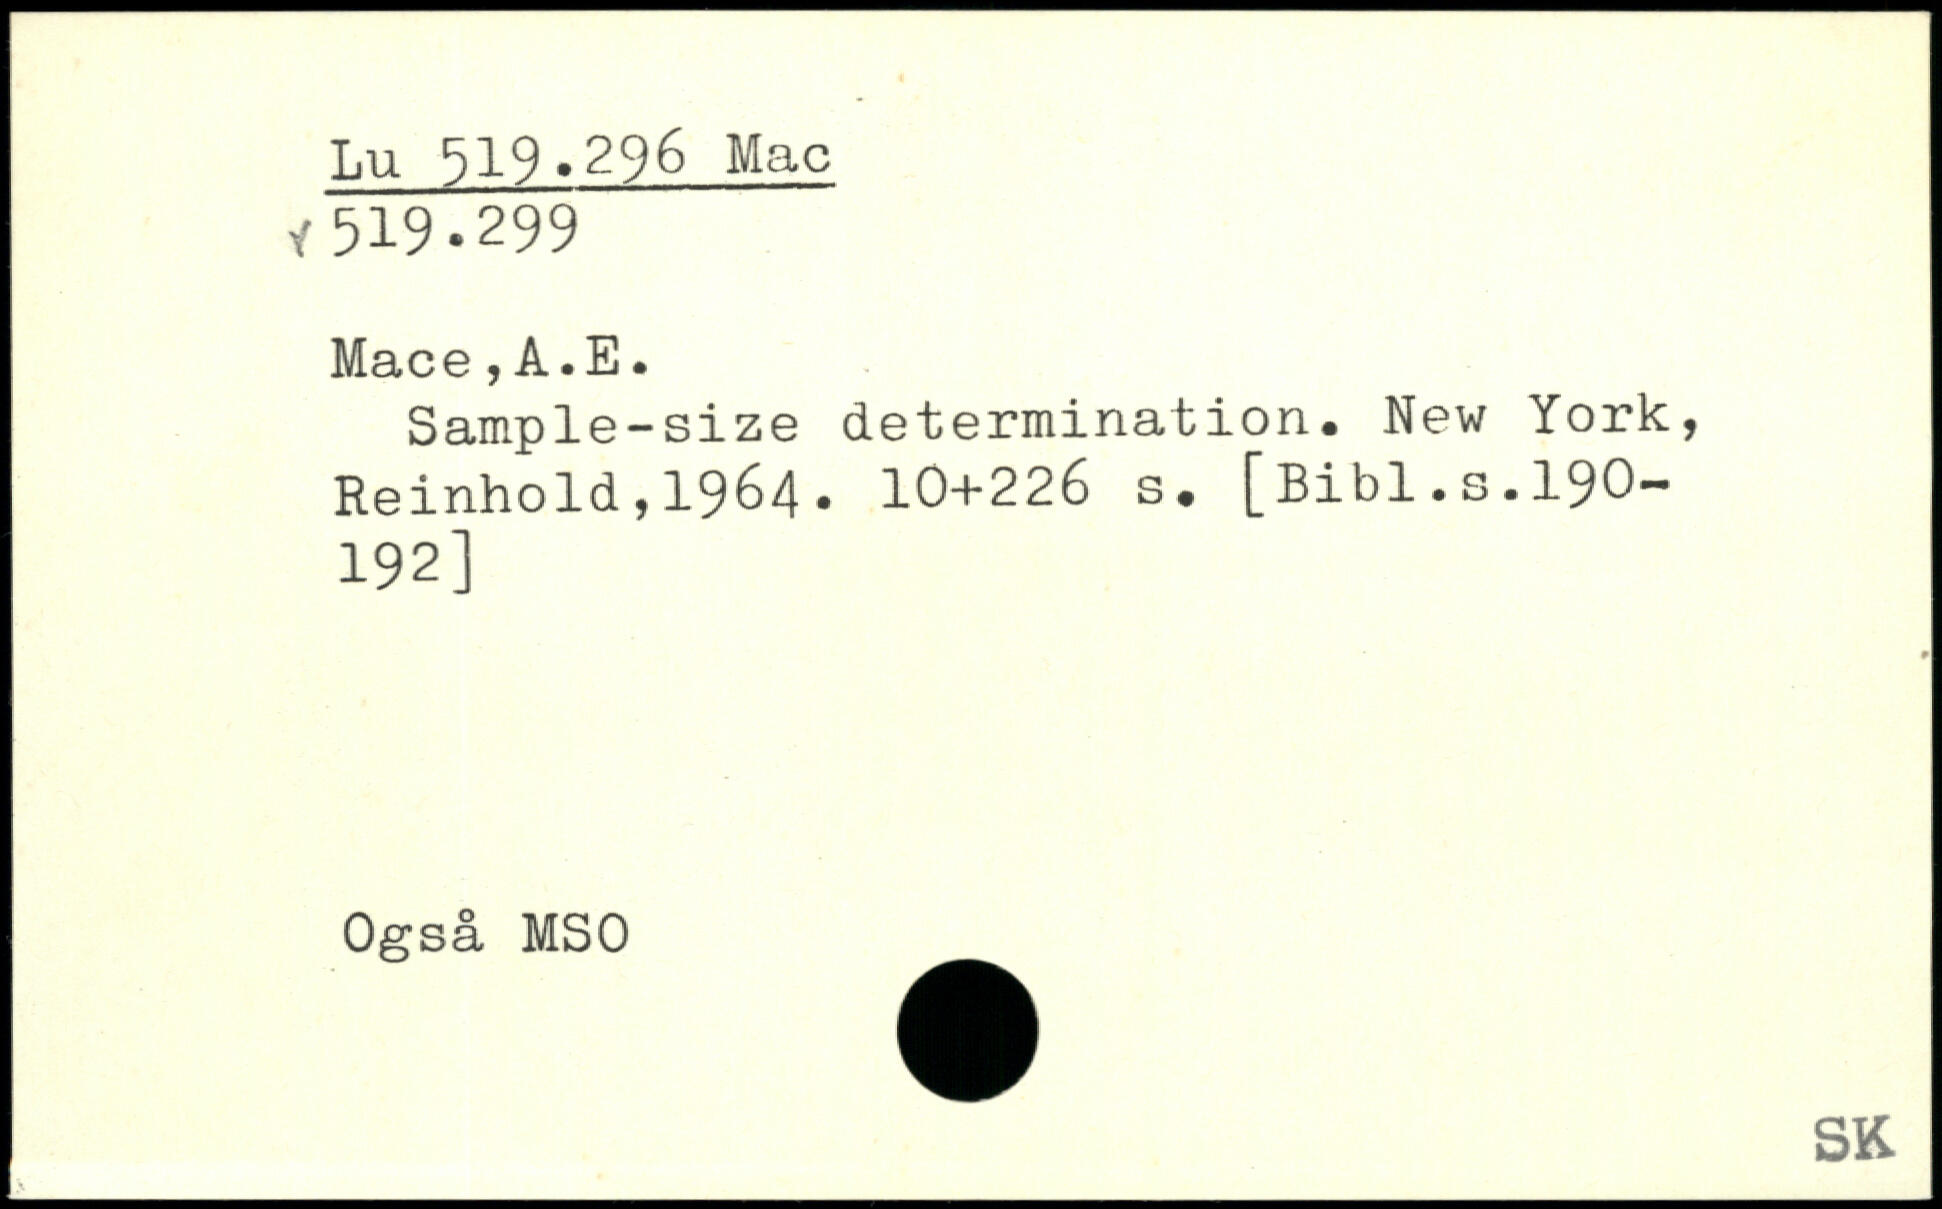 Lu 519.296 Mac
519.299
Mace,A.E.
Sample-size determination. New York,
Reinhold,1964. 10+226 s. [Bibl.s.190-
192]
Også MSO
SK